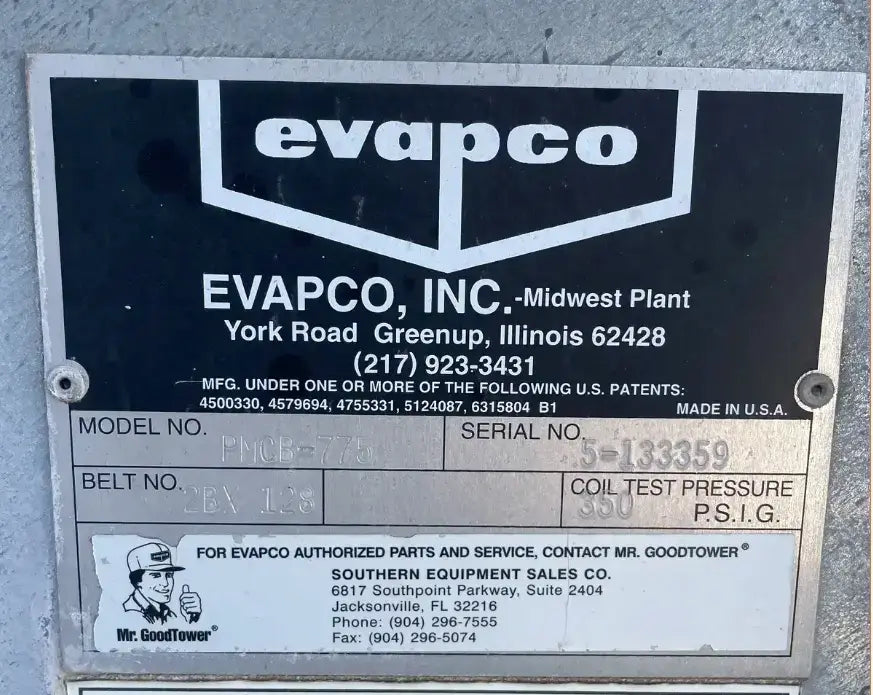 evapco
EVAPCO, INC.-Midwest Plant
York Road Greenup, Illinois 62428
(217) 923-3431
MFG. UNDER ONE OR MORE OF THE FOLLOWING U.S. PATENTS:
4500330, 4579694, 4755331, 5124087, 6315804 B1 MADE IN U.S.A.
MODEL NO. PMCB-775 SERIAL NO. 5-133359
BELT NO. 2BX 128 COIL TEST PRESSURE
350 P.S.I.G.
FOR EVAPCO AUTHORIZED PARTS AND SERVICE, CONTACT MR. GOODTOWER®
SOUTHERN EQUIPMENT SALES CO.
6817 Southpoint Parkway, Suite 2404
Jacksonville, FL 32216
Phone: (904) 296-7555
Fax: (904) 296-5074
Mr. GoodTower®